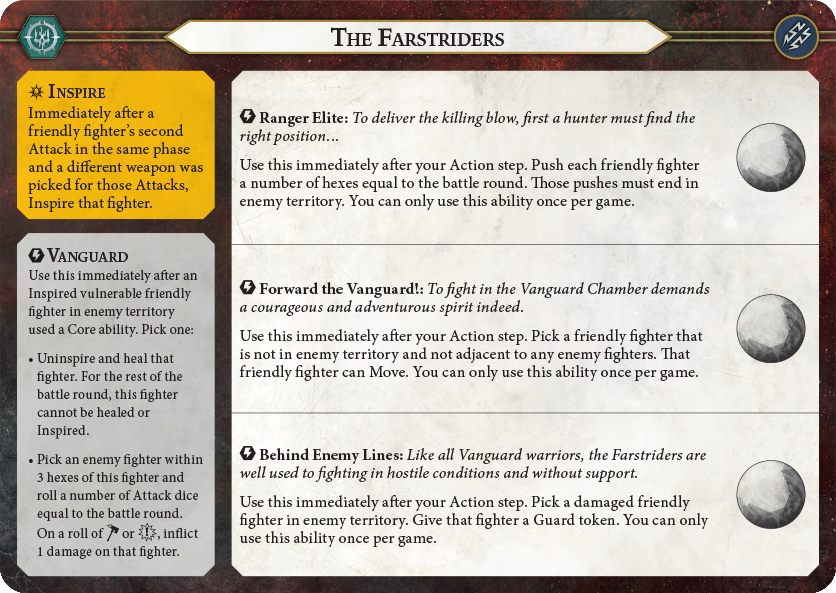 The Farstriders
Inspire
Immediately after a
friendly fighter's second
Attack in the same phase
and a different weapon was
picked for those Attacks,
Inspire that fighter.
Vanguard
Use this immediately after an
Inspired vulnerable friendly
fighter in enemy territory
used a Core ability. Pick one:
• Uninspire and heal that
fighter. For the rest of the
battle round, this fighter
cannot be healed or
Inspired.
• Pick an enemy fighter within
3 hexes of this fighter and
roll a number of Attack dice
equal to the battle round.
On a roll of or , inflict
1 damage on that fighter.
Ranger Elite: To deliver the killing blow, first a hunter must find the
right position...
Use this immediately after your Action step. Push each friendly fighter
a number of hexes equal to the battle round. Those pushes must end in
enemy territory. You can only use this ability once per game.
Forward the Vanguard!: To fight in the Vanguard Chamber demands
a courageous and adventurous spirit indeed.
Use this immediately after your Action step. Pick a friendly fighter that
is not in enemy territory and not adjacent to any enemy fighters. That
friendly fighter can Move. You can only use this ability once per game.
Behind Enemy Lines: Like all Vanguard warriors, the Farstriders are
well used to fighting in hostile conditions and without support.
Use this immediately after your Action step. Pick a damaged friendly
fighter in enemy territory. Give that fighter a Guard token. You can only
use this ability once per game.